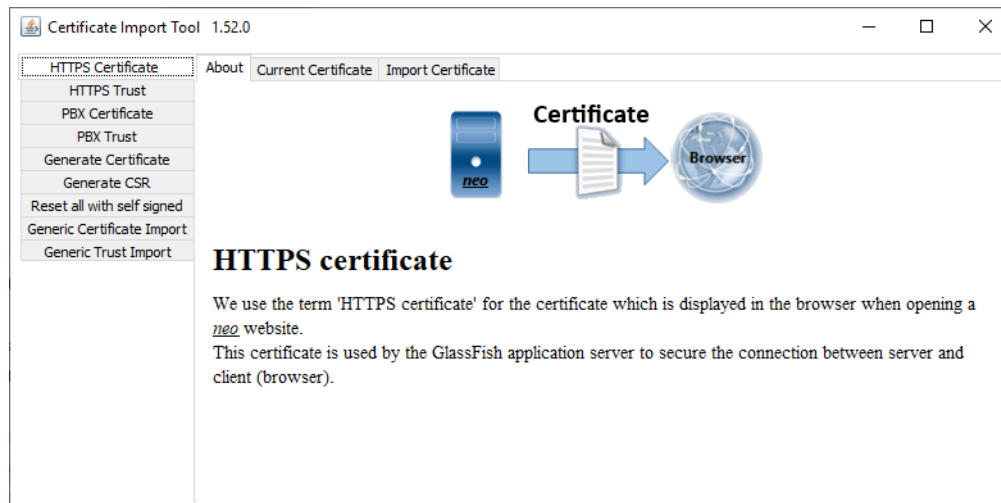 Certificate Import Tool 1.52.0
HTTPS Certificate
HTTPS Trust
PBX Certificate
PBX Trust
Generate Certificate
Generate CSR
Reset all with self signed
Generic Certificate Import
Generic Trust Import
About Current Certificate Import Certificate
Certificate
neo
Browser
HTTPS certificate
We use the term 'HTTPS certificate' for the certificate which is displayed in the browser when opening a
neo website.
This certificate is used by the GlassFish application server to secure the connection between server and
client (browser).